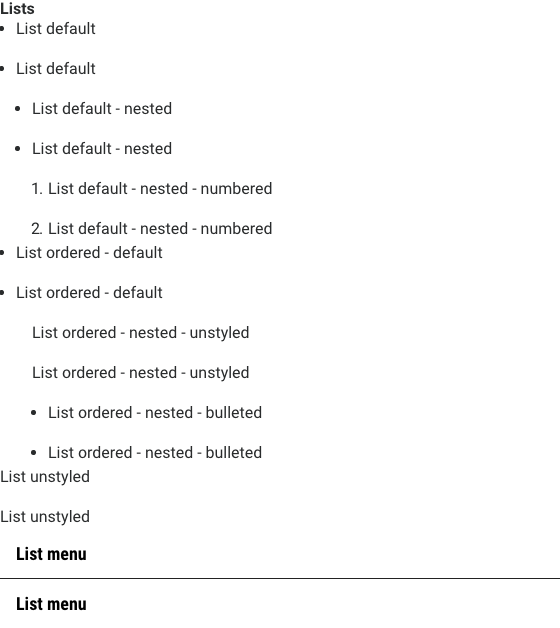 Lists
• List default
• List default
• List default - nested
• List default - nested
1. List default - nested - numbered
2. List default - nested - numbered
• List ordered - default
• List ordered - default
List ordered - nested - unstyled
List ordered - nested - unstyled
• List ordered - nested - bulleted
• List ordered - nested - bulleted
List unstyled
List unstyled
List menu
List menu